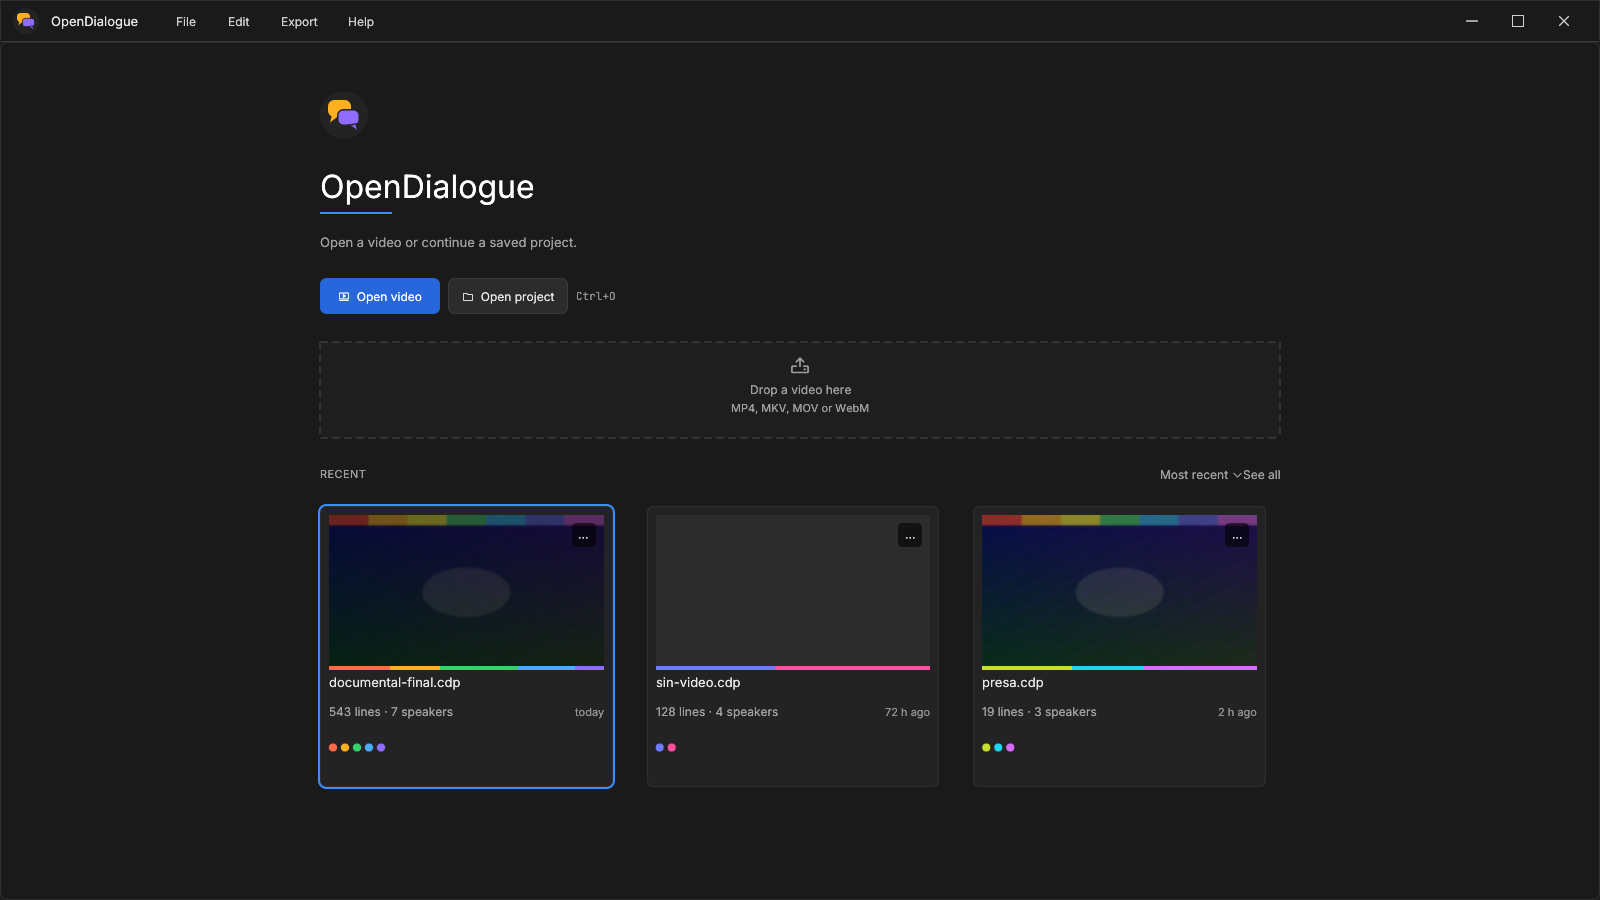 OpenDialogue File Edit Export Help
OpenDialogue
Open a video or continue a saved project.
Open video Open project Ctrl+O
Drop a video here
MP4, MKV, MOV or WebM
RECENT Most recent See all
... ... ...
documental-final.cdp sin-video.cdp presa.cdp
543 lines · 7 speakers today 128 lines · 4 speakers 72 h ago 19 lines · 3 speakers 2 h ago